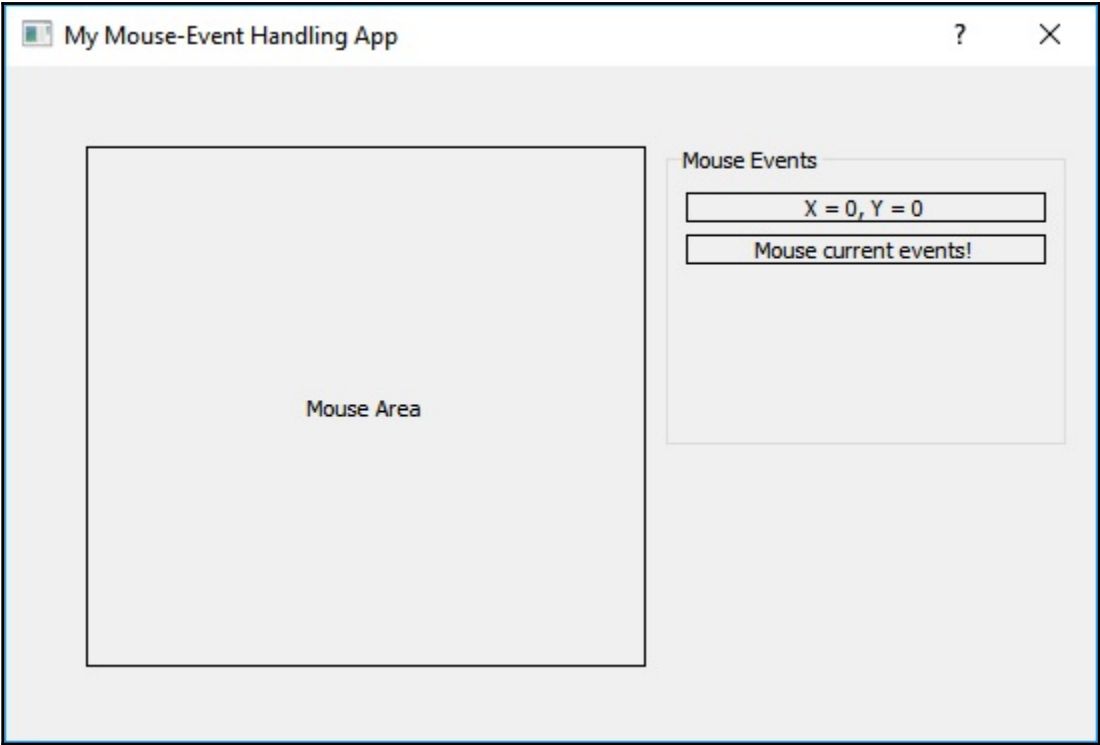 My Mouse-Event Handling App ?
Mouse Events
X = 0, Y = 0
Mouse current events!
Mouse Area